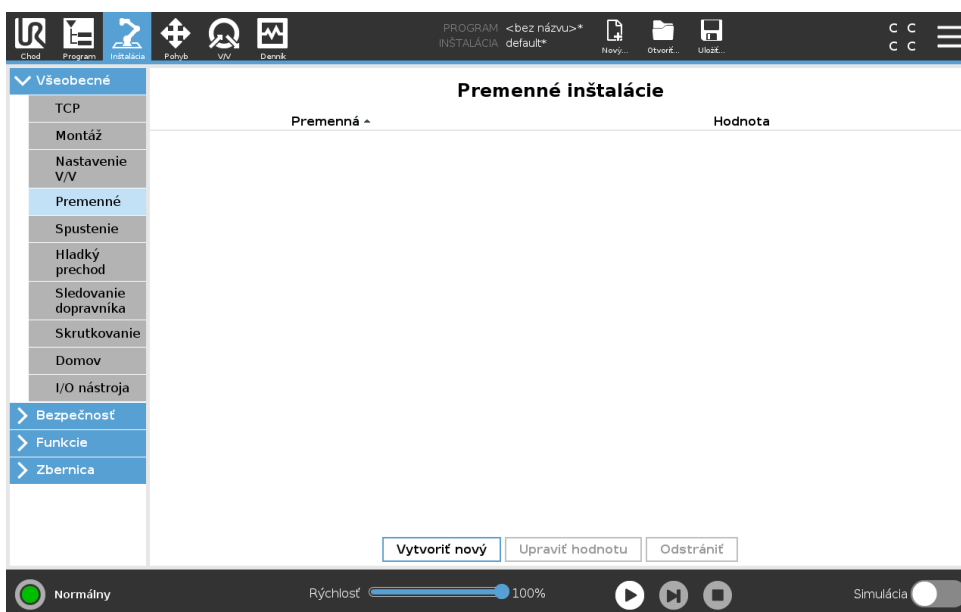 UR
PROGRAM <bez názvu>*
INŠTALÁCIA default*
Chod Program Inštalácia Pohyb V/V Denník Nový... Otvoriť... Uložiť...
C C
C C
Všeobecné
TCP
Montáž
Nastavenie
V/V
Premenné
Spustenie
Hladký
prechod
Sledovanie
dopravníka
Skrutkovanie
Domov
I/O nástroja
Bezpečnosť
Funkcie
Zbernica
Premenné inštalácie
Premenná Hodnota
Vytvoriť nový Upraviť hodnotu Odstrániť
Normálny Rýchlosť 100% Simulácia